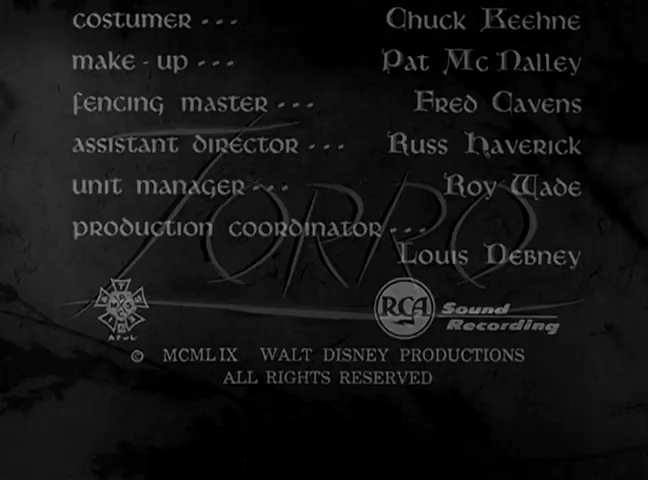 costumer... Chuck Keehne
make-up... Pat McNalley
fencing master... Fred Cavens
assistant director... Russ Haverick
unit manager... Roy Wade
production coordinator...
Louis Debney
ZORRO
RCA Sound
Recording
© MCMLIX WALT DISNEY PRODUCTIONS
ALL RIGHTS RESERVED